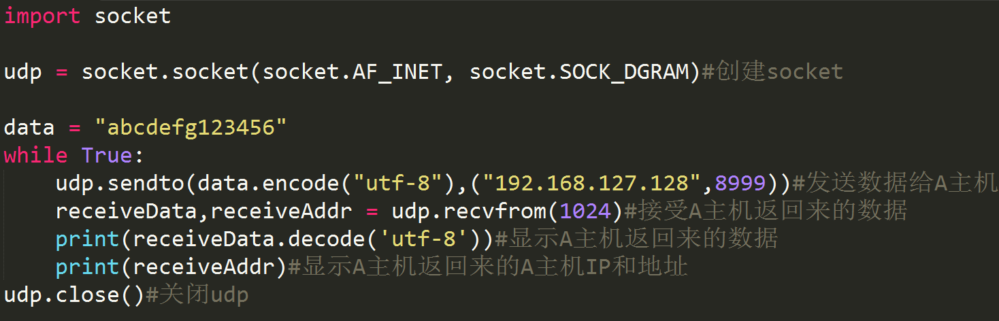 import socket
udp = socket.socket(socket.AF_INET, socket.SOCK_DGRAM)#创建socket
data = "abcdefg123456"
while True:
    udp.sendto(data.encode("utf-8"),("192.168.127.128",8999))#发送数据给A主机
    receiveData,receiveAddr = udp.recvfrom(1024)#接受A主机返回来的数据
    print(receiveData.decode('utf-8'))#显示A主机返回来的数据
    print(receiveAddr)#显示A主机返回来的A主机IP和地址
udp.close()#关闭udp